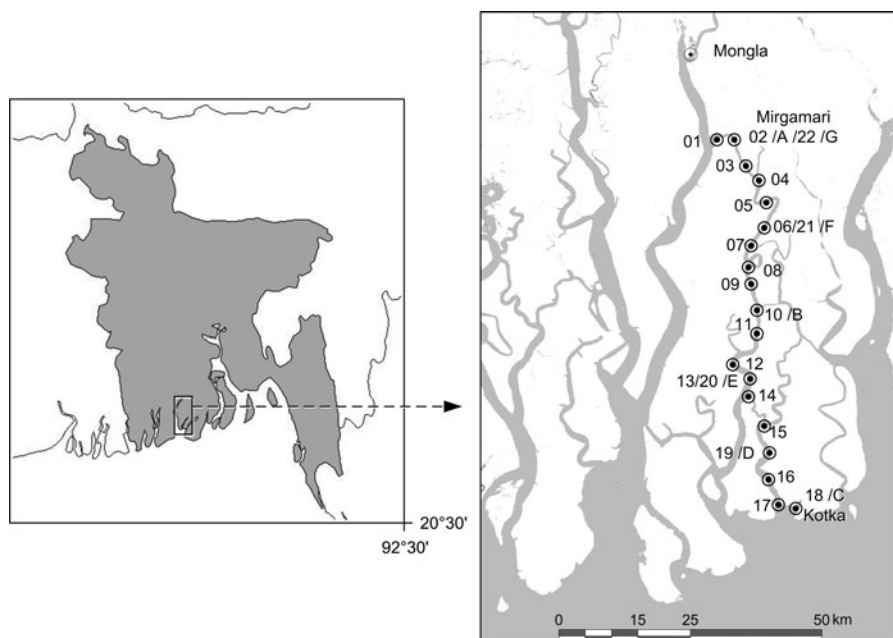 20°30'
92°30'
Mongla
Mirgamari
01
02 /A /22 /G
03
04
05
06/21 /F
07
08
09
10 /B
11
12
13/20 /E
14
15
19 /D
16
17
18 /C
Kotka
0 15 25 50 km